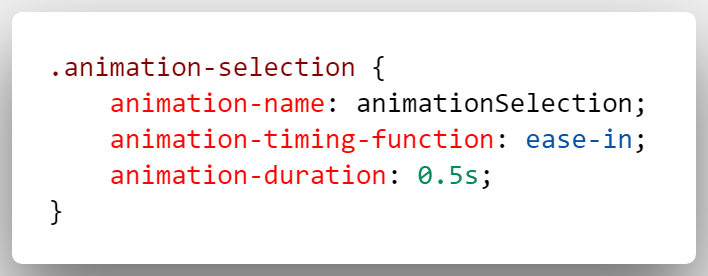 .animation-selection {
    animation-name: animationSelection;
    animation-timing-function: ease-in;
    animation-duration: 0.5s;
}